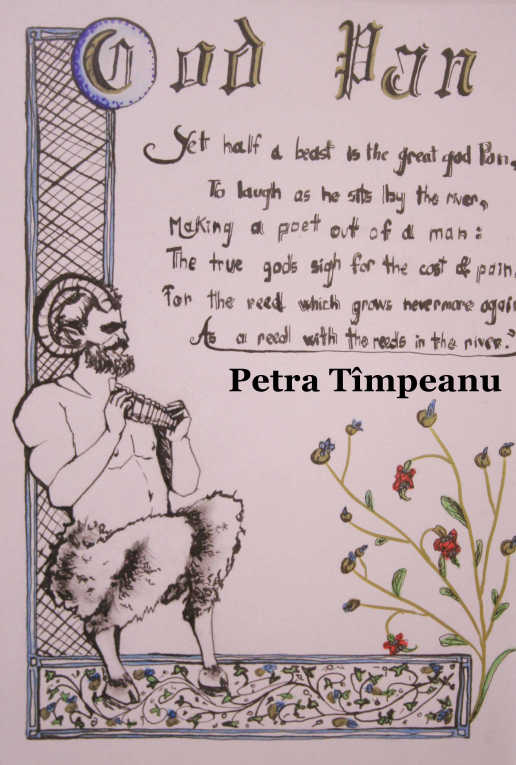 God Pan
Yet half a beast is the great god Pan,
To laugh as he sits by the river,
Making a poet out of a man:
The true gods sigh for the cost & pain,
For the reed which grows nevermore again
As a reed with the reeds in the river."
Petra Tîmpeanu